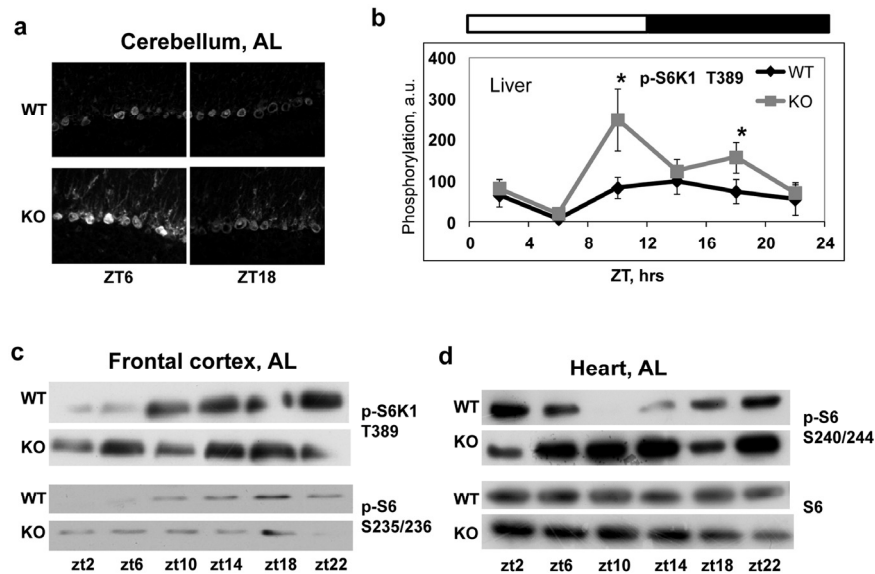 a
Cerebellum, AL
WT
KO
ZT6 ZT18
b
400
300
200
100
0
Phosphorylation, a.u.
Liver
* p-S6K1 T389
*
WT
KO
0 4 8 12 16 20 24
ZT, hrs
c
Frontal cortex, AL
WT
KO
p-S6K1
T389
WT
KO
p-S6
S235/236
zt2 zt6 zt10 zt14 zt18 zt22
d
Heart, AL
WT
KO
p-S6
S240/244
WT
KO
S6
zt2 zt6 zt10 zt14 zt18 zt22